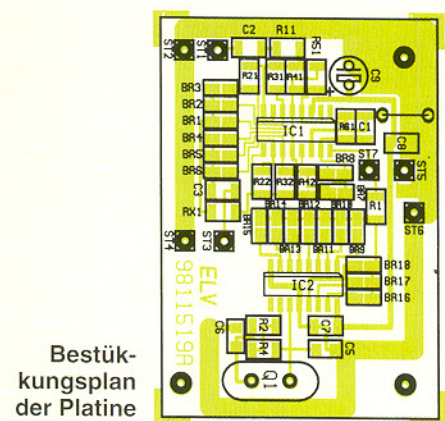 C2 R11
ST2 ST1
R21 R31 R41 R51
C9
+
BR3
BR2
BR1
BR4
BR5
BR6
C3
RX1
IC1
R61 C1
C8
ST7
ST5
BR8
R22 R32 R42
BR7
R1
ST6
BR14 BR12 BR10
BR15
BR13 BR11 BR9
ST4 ST3
BR18
BR17
BR16
IC2
ELV
9811519A
C6
R2
R4
C7
C5
Q1
Bestük-
kungsplan
der Platine